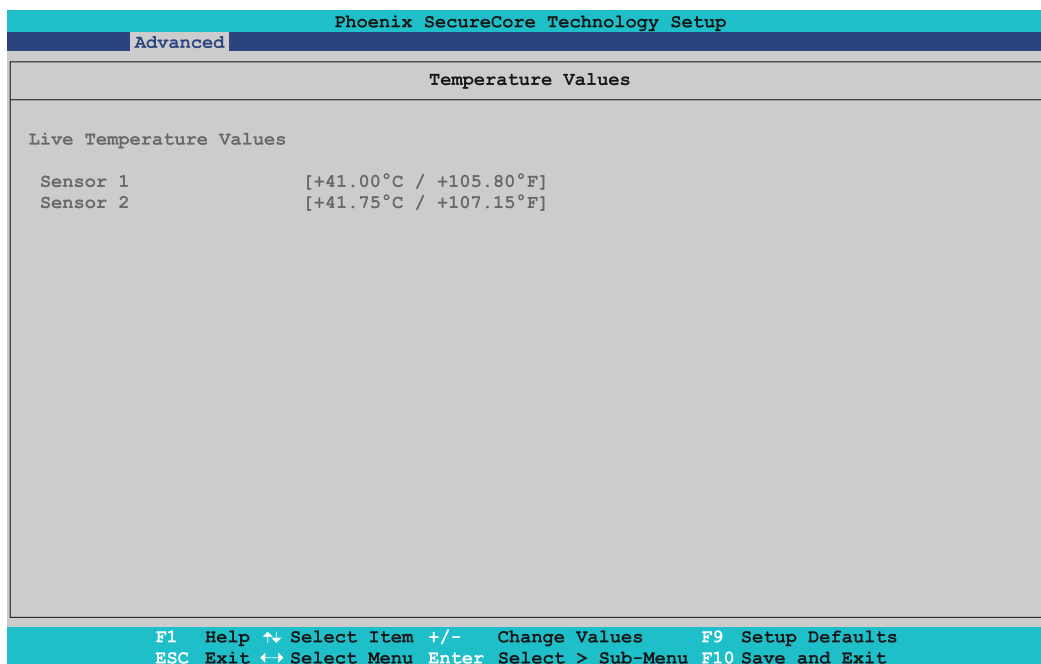 Phoenix SecureCore Technology Setup
Advanced
Temperature Values
Live Temperature Values
Sensor 1 [+41.00°C / +105.80°F]
Sensor 2 [+41.75°C / +107.15°F]
F1 Help ↑↓ Select Item +/- Change Values F9 Setup Defaults
ESC Exit ←→ Select Menu Enter Select > Sub-Menu F10 Save and Exit